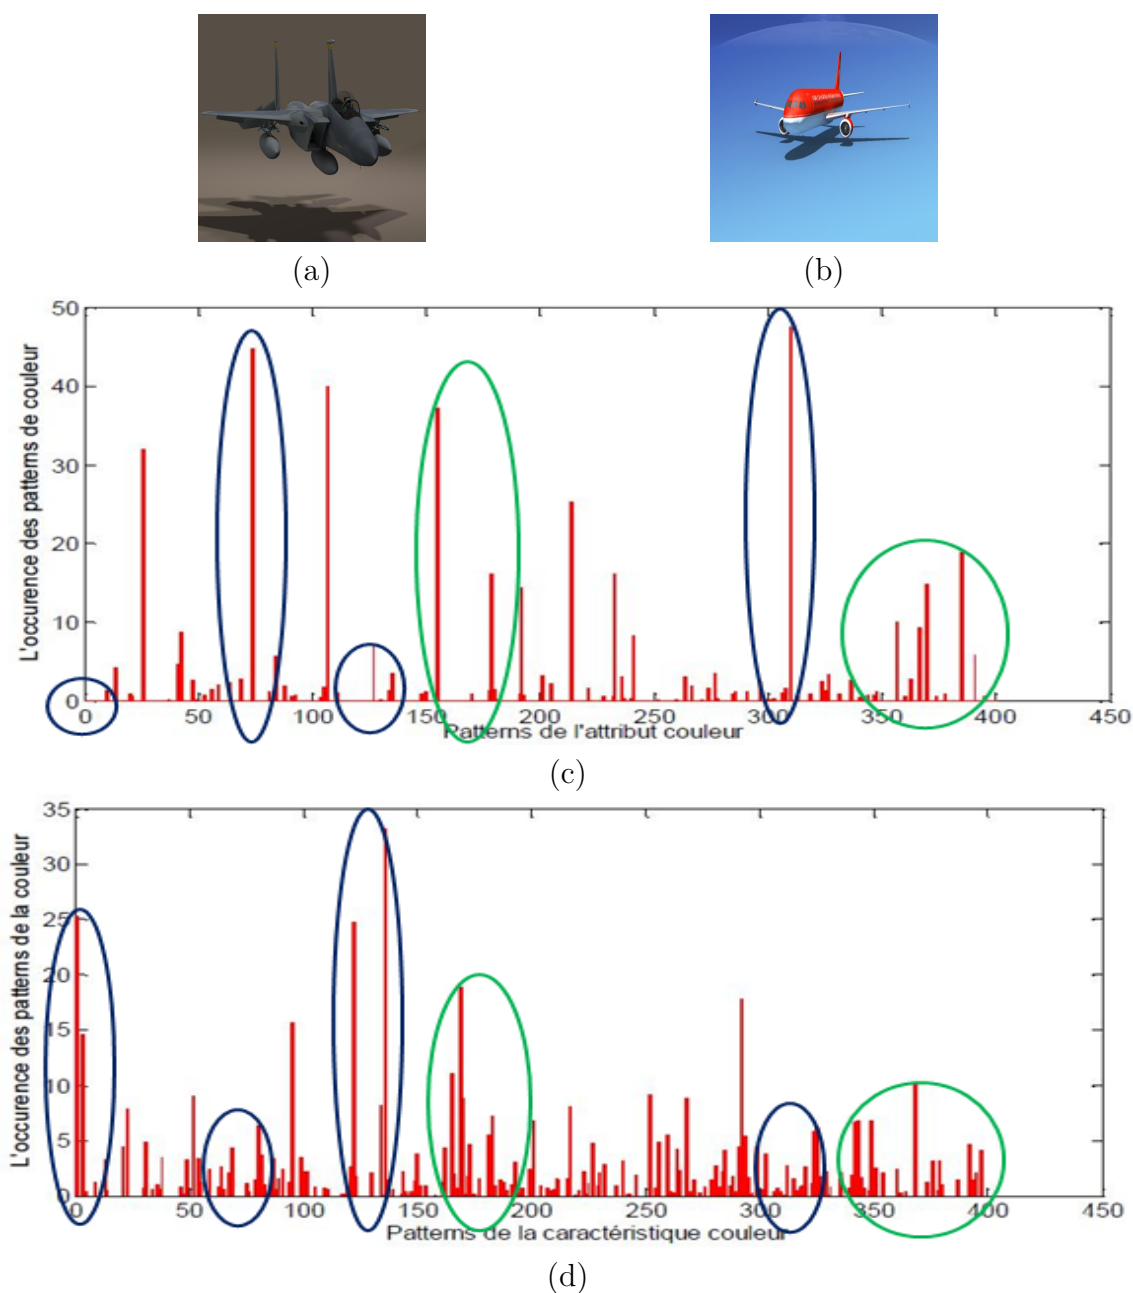 (a) (b)
50
40
30
20
10
0
L'occurence des patterns de couleur
0 50 100 150 200 250 300 350 400 450
Patterns de l'attribut couleur
(c)
35
30
25
20
15
10
5
0
L'occurence des patterns de la couleur
0 50 100 150 200 250 300 350 400 450
Patterns de la caractéristique couleur
(d)